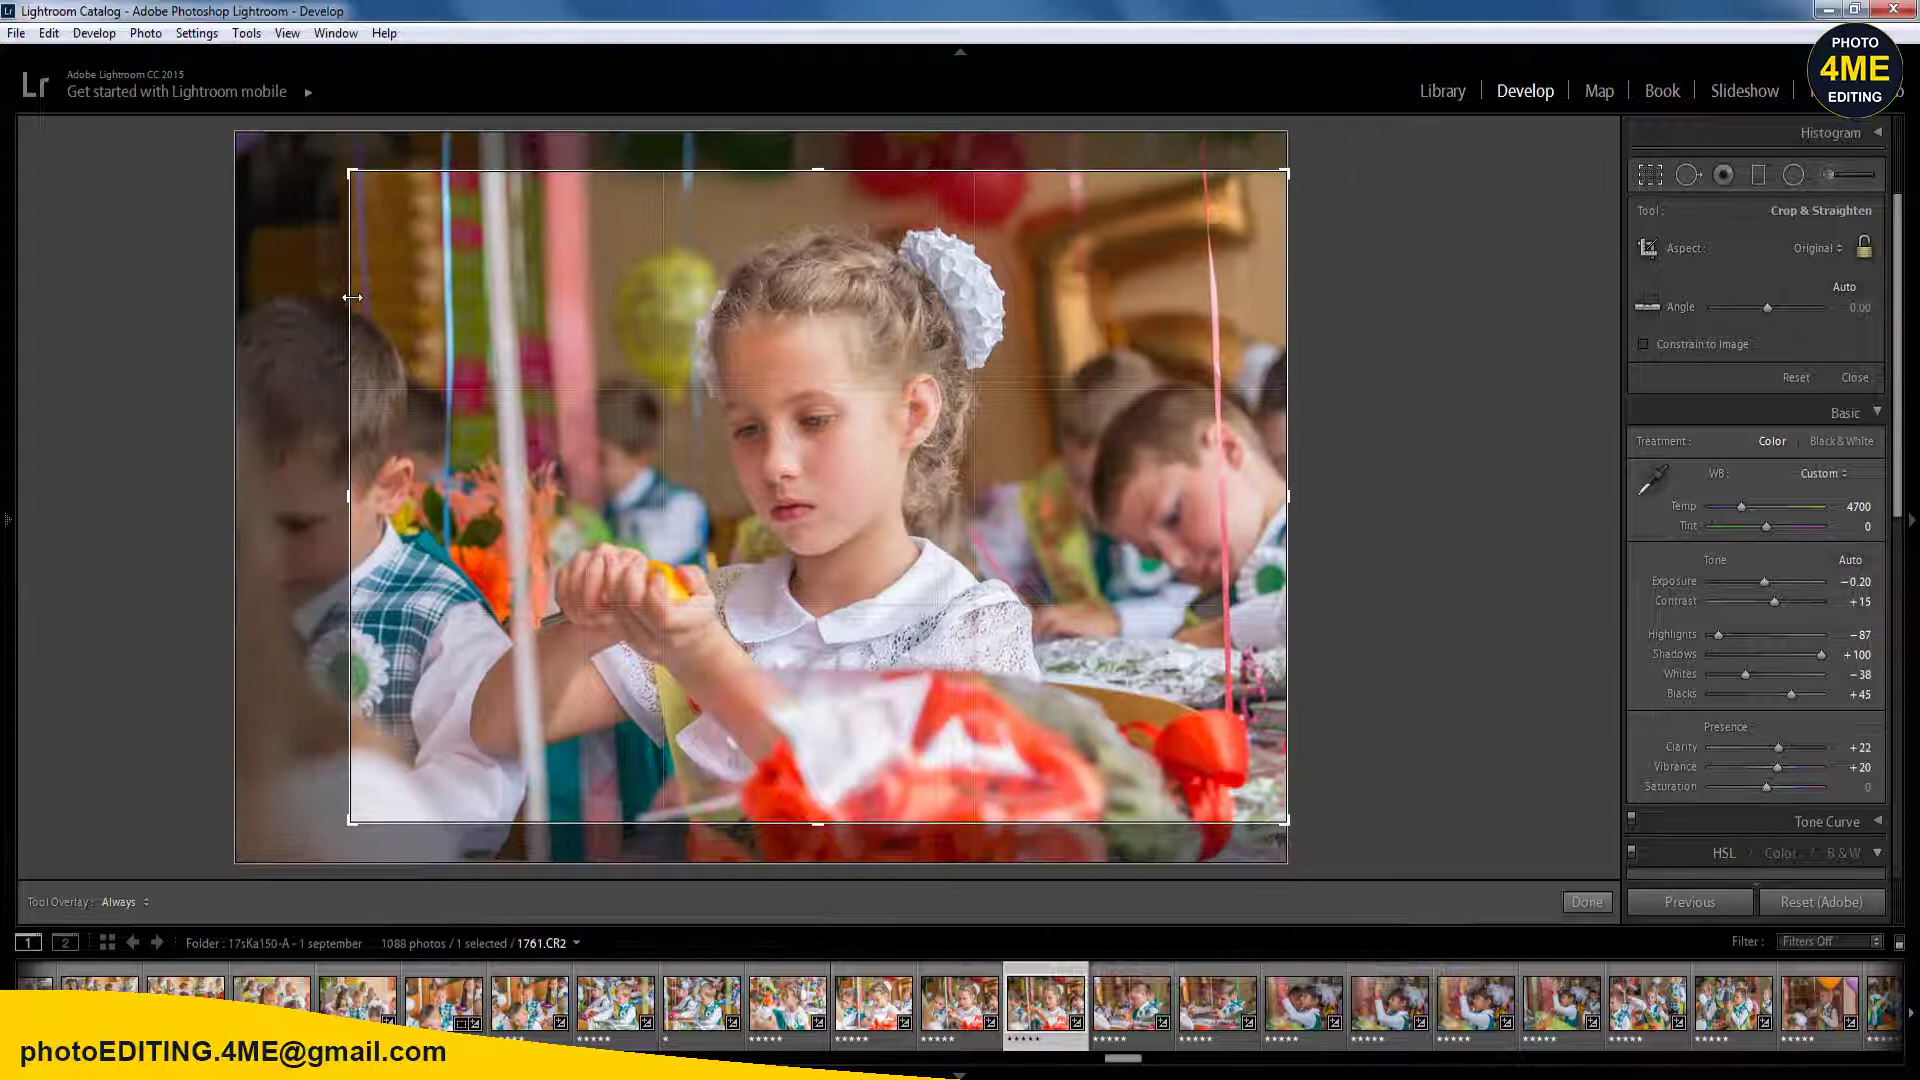 Lightroom Catalog - Adobe Photoshop Lightroom - Develop
File Edit Develop Photo Settings Tools View Window Help
PHOTO
4ME
EDITING
Lr
Adobe Lightroom CC 2015
Get started with Lightroom mobile
Library Develop Map Book Slideshow
Histogram
Tool : Crop & Straighten
Aspect : Original
Auto
Angle 0.00
Constrain to Image
Reset Close
Basic
Treatment : Color Black & White
WB : Custom
Temp 4700
Tint 0
Tone Auto
Exposure −0.20
Contrast +15
Highlights −87
Shadows +100
Whites −38
Blacks +45
Presence
Clarity +22
Vibrance +20
Saturation 0
Tone Curve
HSL / Color / B & W
Tool Overlay : Always
Done
Previous Reset (Adobe)
1 2 Folder : 17sKa150-A - 1 september 1088 photos / 1 selected / 1761.CR2
Filter : Filters Off
photoEDITING.4ME@gmail.com